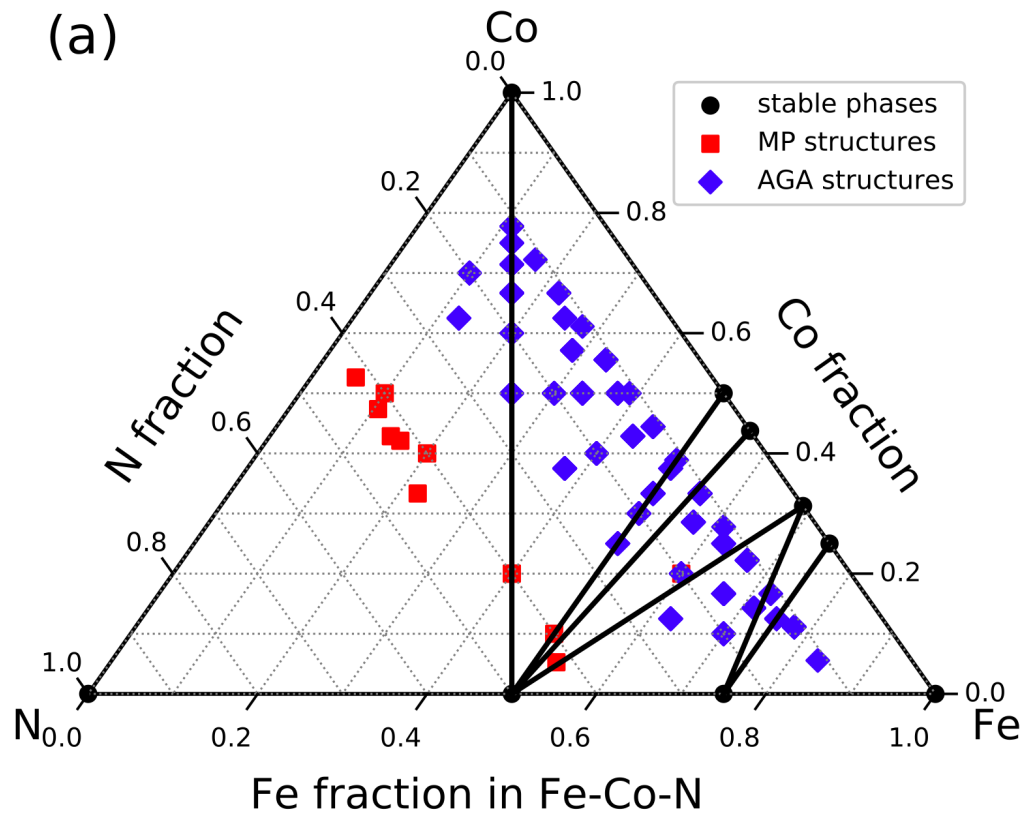 (a)
Co
0.0
1.0
stable phases
MP structures
AGA structures
0.2
0.8
0.4
0.6
N fraction
Co fraction
0.6
0.4
0.8
0.2
1.0
0.0
N
Fe
0.0
0.2
0.4
0.6
0.8
1.0
Fe fraction in Fe-Co-N